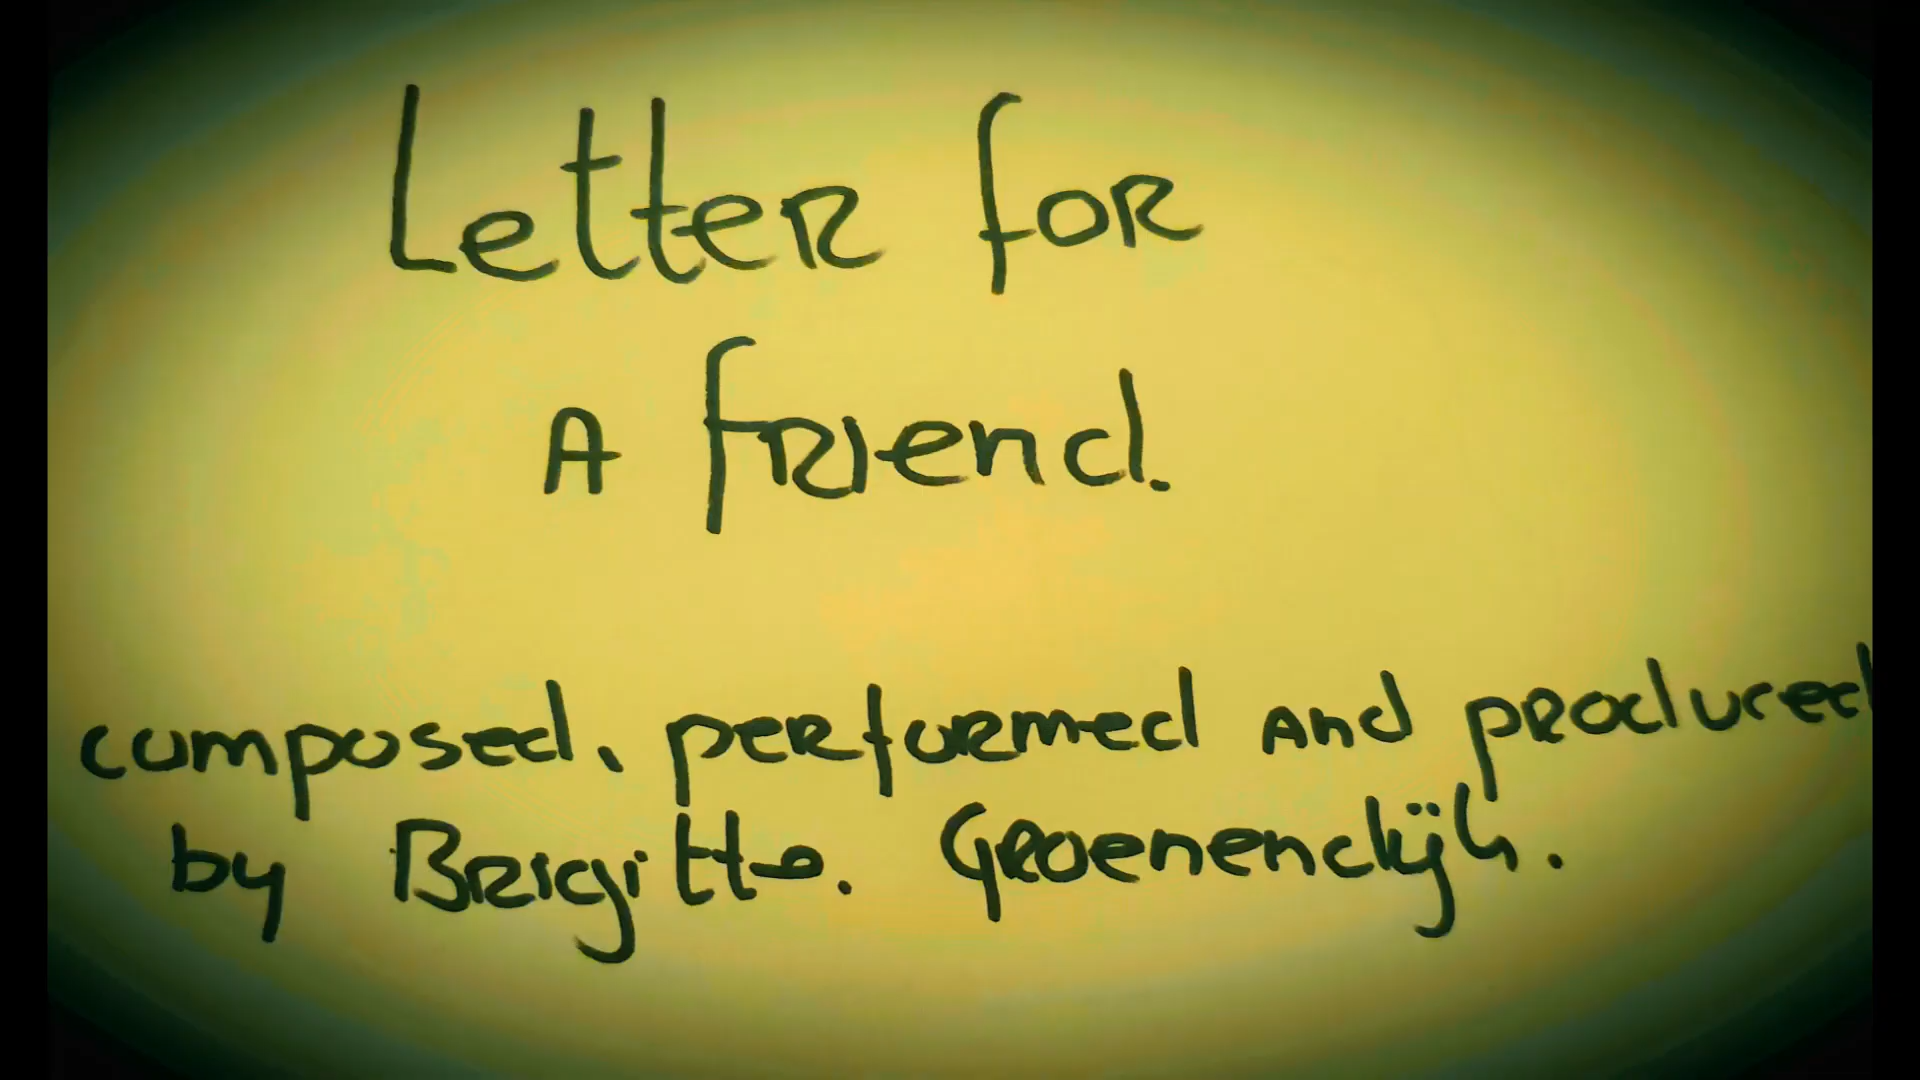 Letter for
A friend.
composed, performed and produced
by Brigitte. Groenendijk.